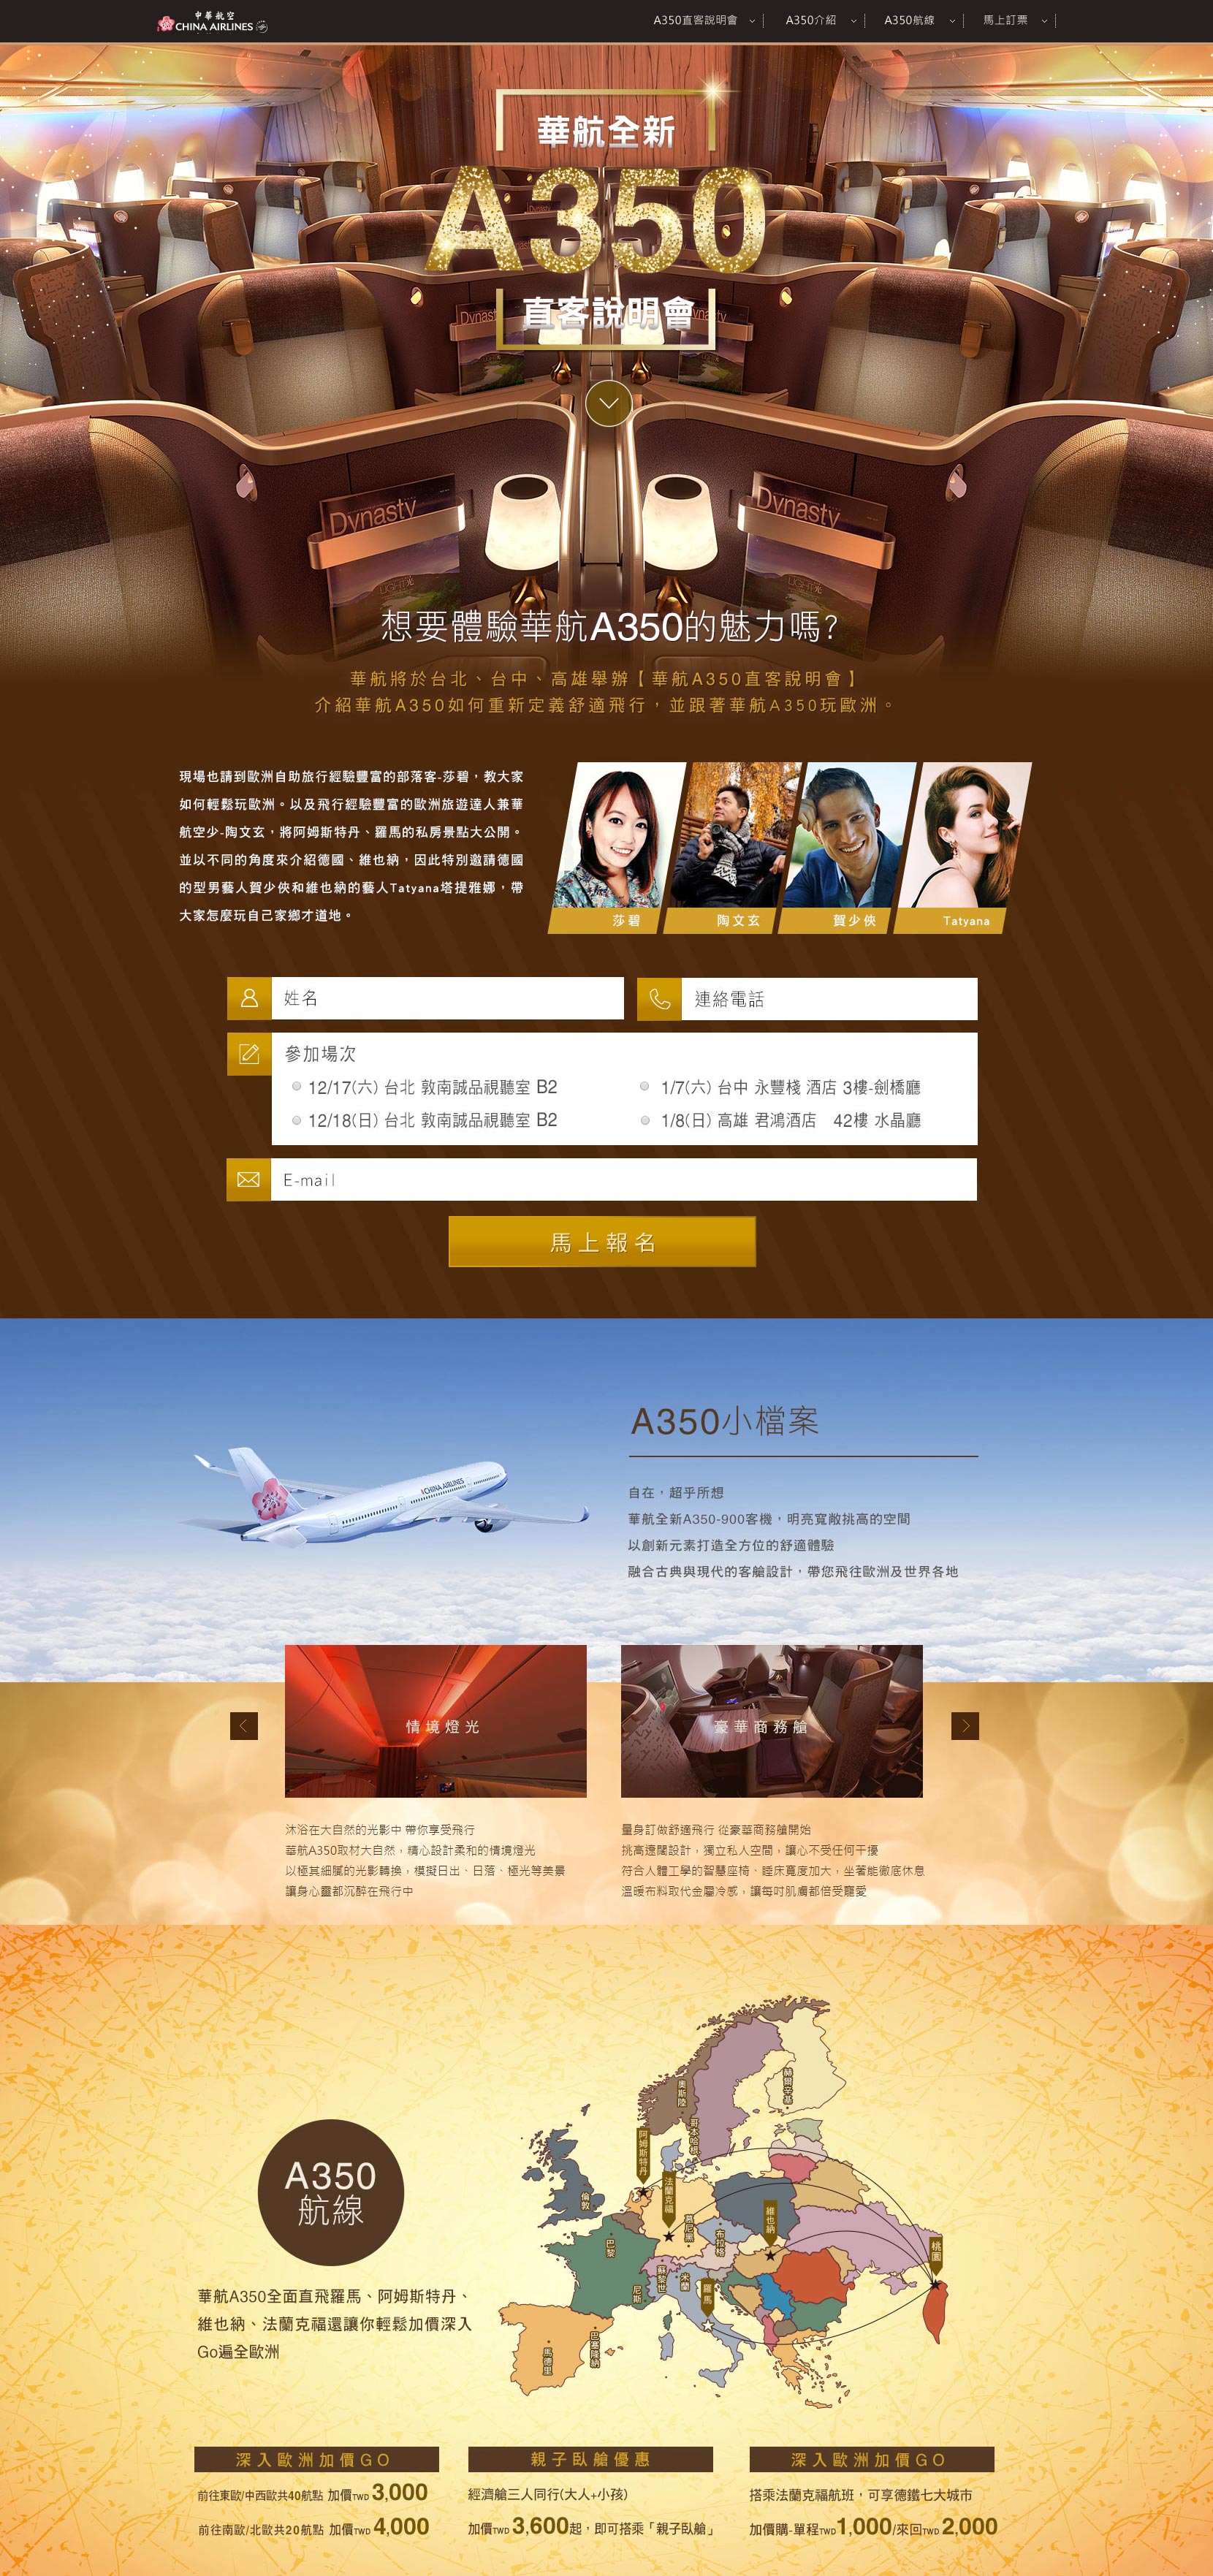 中華航空
CHINA AIRLINES
A350直客說明會
A350介紹
A350航線
馬上訂票
華航全新
A350
直客說明會
Dynasty
Dynasty
Dynasty
Dynasty
想要體驗華航A350的魅力嗎?
華航將於台北、台中、高雄舉辦【華航A350直客說明會】
介紹華航A350如何重新定義舒適飛行,並跟著華航A350玩歐洲。
現場也請到歐洲自助旅行經驗豐富的部落客-莎碧,教大家
如何輕鬆玩歐洲。以及飛行經驗豐富的歐洲旅遊達人兼華
航空少-陶文玄,將阿姆斯特丹、羅馬的私房景點大公開。
並以不同的角度來介紹德國、維也納,因此特別邀請德國
的型男藝人賀少俠和維也納的藝人Tatyana塔提雅娜,帶
大家怎麼玩自己家鄉才道地。
莎碧
陶文玄
賀少俠
Tatyana
姓名
連絡電話
參加場次
12/17(六) 台北 敦南誠品視聽室 B2
1/7(六) 台中 永豐棧 酒店 3樓-劍橋廳
12/18(日) 台北 敦南誠品視聽室 B2
1/8(日) 高雄 君鴻酒店 42樓 水晶廳
E-mail
馬上報名
A350小檔案
CHINA AIRLINES
自在,超乎所想
華航全新A350-900客機,明亮寬敞挑高的空間
以創新元素打造全方位的舒適體驗
融合古典與現代的客艙設計,帶您飛往歐洲及世界各地
情境燈光
豪華商務艙
沐浴在大自然的光影中 帶你享受飛行
華航A350取材大自然,精心設計柔和的情境燈光
以極其細膩的光影轉換,模擬日出、日落、極光等美景
讓身心靈都沉醉在飛行中
量身訂做舒適飛行 從豪華商務艙開始
挑高遼闊設計,獨立私人空間,讓心不受任何干擾
符合人體工學的智慧座椅、睡床寬度加大,坐著能徹底休息
溫暖布料取代金屬冷感,讓每吋肌膚都倍受寵愛
赫爾辛基
奧斯陸
哥本哈根
阿姆斯特丹
法蘭克福
倫敦
慕尼黑
布拉格
維也納
巴黎
桃園
蘇黎世
米蘭
尼斯
羅馬
巴塞隆納
馬德里
A350
航線
華航A350全面直飛羅馬、阿姆斯特丹、
維也納、法蘭克福還讓你輕鬆加價深入
Go遍全歐洲
深入歐洲加價GO
前往東歐/中西歐共40航點 加價TWD 3,000
前往南歐/北歐共20航點 加價TWD 4,000
親子臥艙優惠
經濟艙三人同行(大人+小孩)
加價TWD 3,600起,即可搭乘「親子臥艙」
深入歐洲加價GO
搭乘法蘭克福航班,可享德鐵七大城市
加價購-單程TWD 1,000/來回TWD 2,000